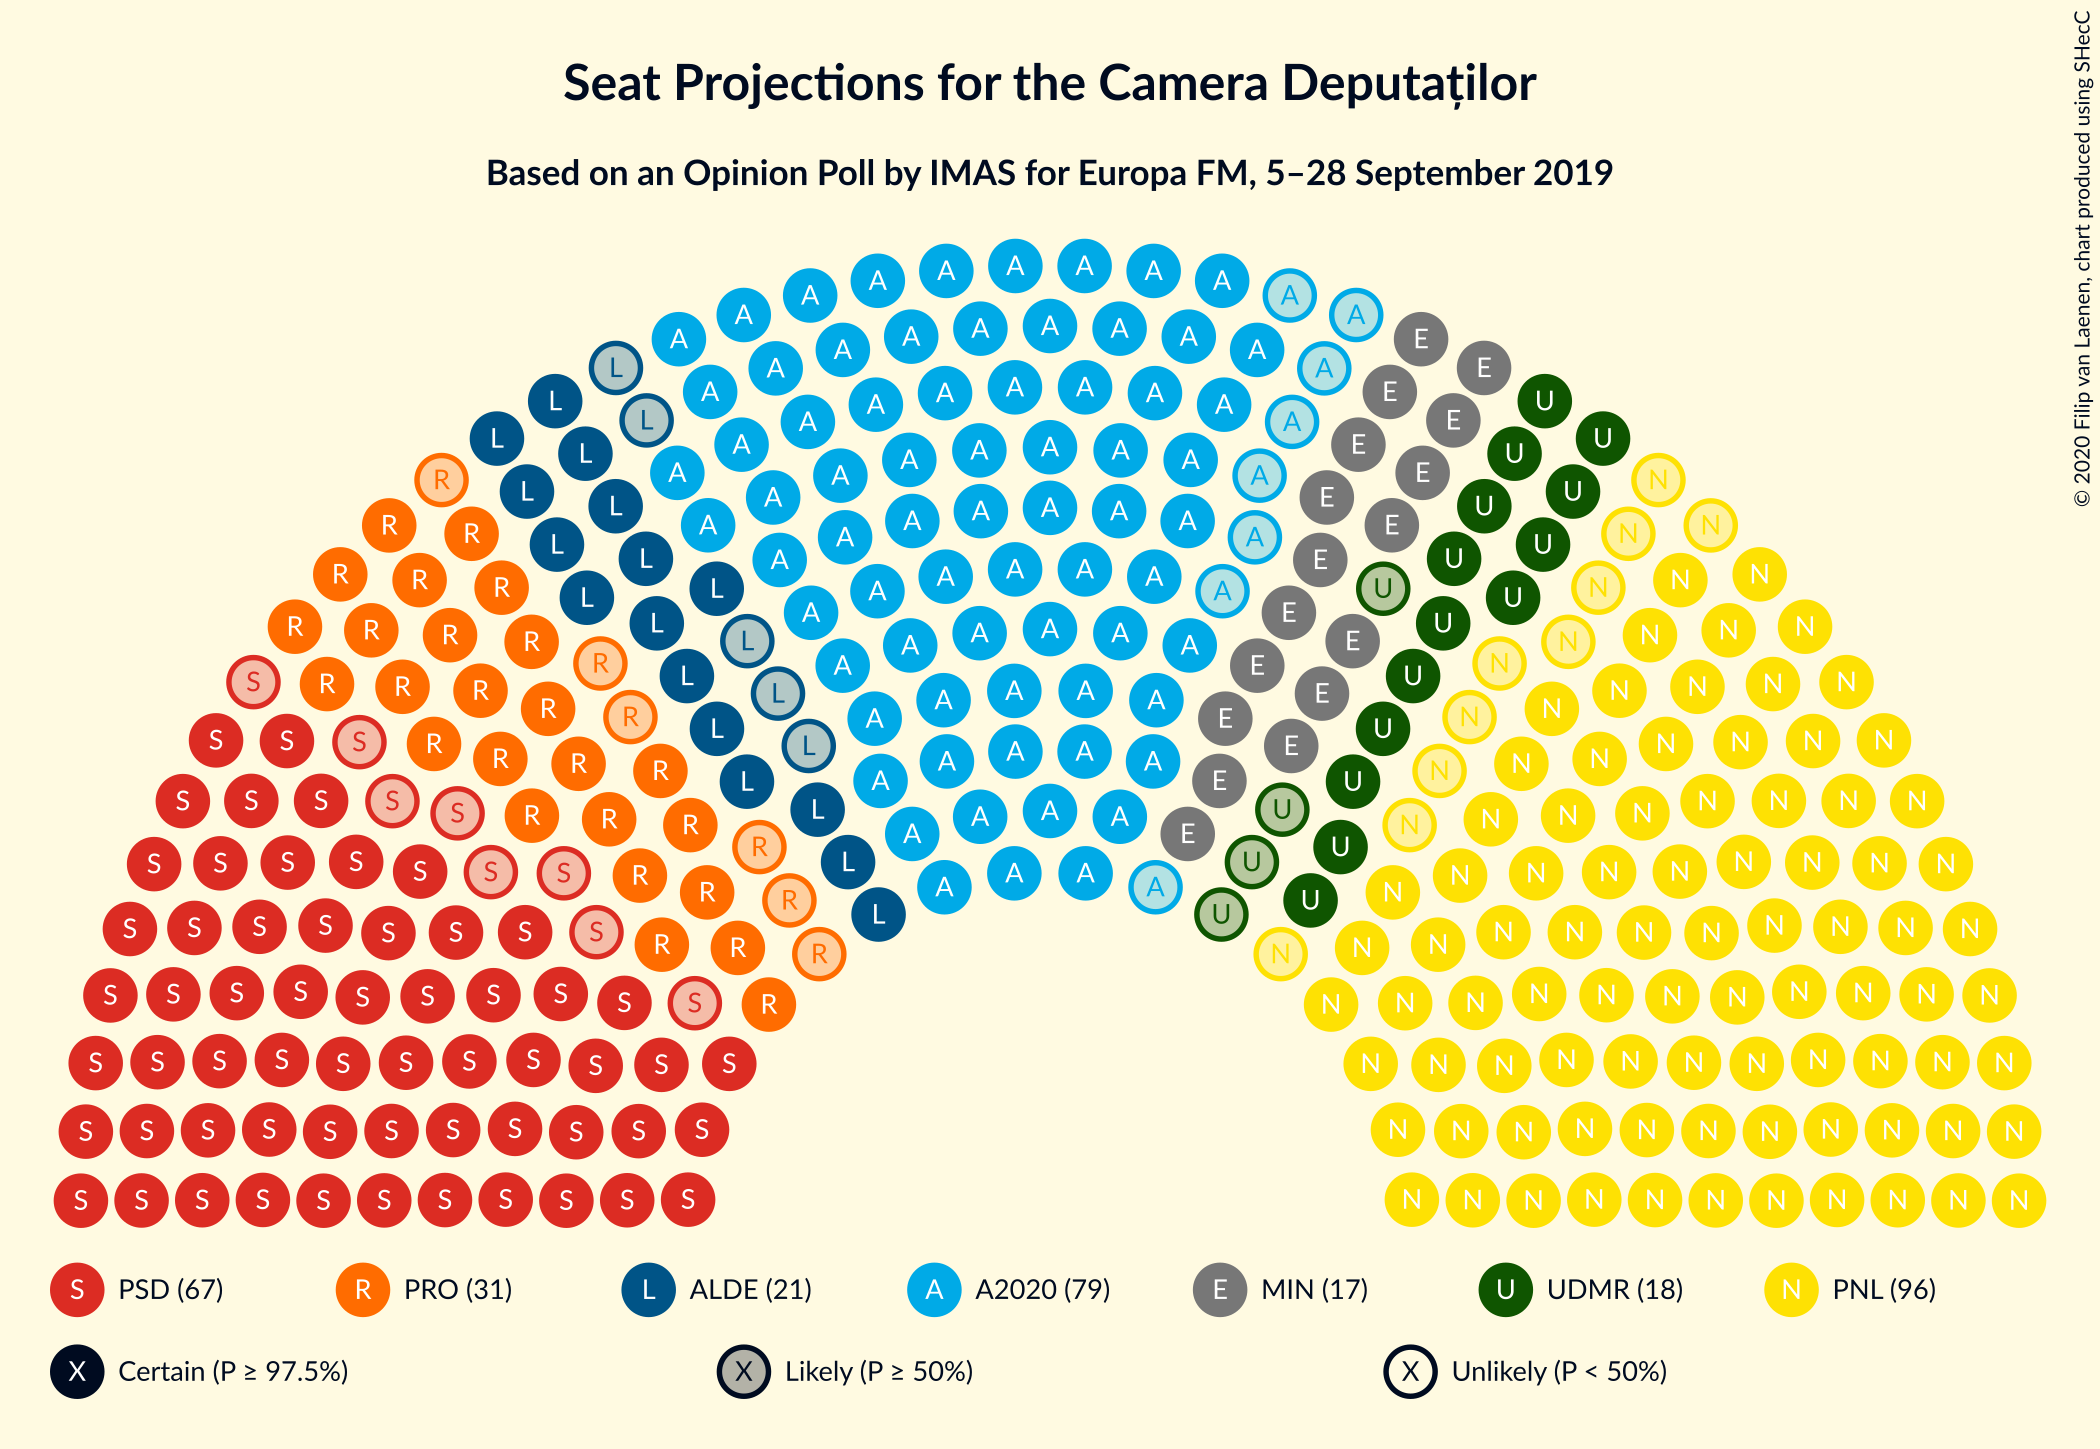 Seat Projections for the Camera Deputaților
Based on an Opinion Poll by IMAS for Europa FM, 5–28 September 2019
© 2020 Filip van Laenen, chart produced using SHecC
S PSD (67) R PRO (31) L ALDE (21) A A2020 (79) E MIN (17) U UDMR (18) N PNL (96)
X Certain (P ≥ 97.5%) X Likely (P ≥ 50%) X Unlikely (P < 50%)